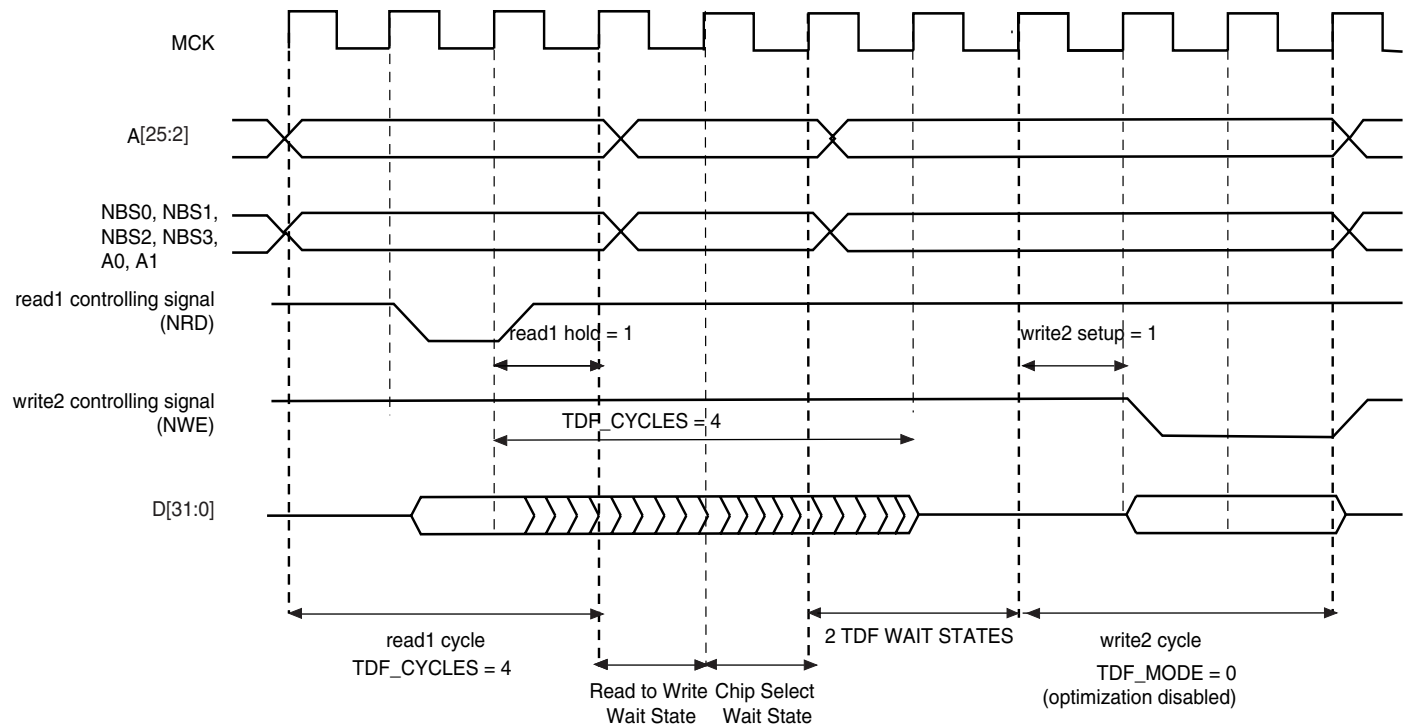 MCK
A[25:2]
NBS0, NBS1,
NBS2, NBS3,
A0, A1
read1 controlling signal
(NRD)
read1 hold = 1
write2 setup = 1
write2 controlling signal
(NWE)
TDF_CYCLES = 4
D[31:0]
read1 cycle
TDF_CYCLES = 4
2 TDF WAIT STATES
write2 cycle
TDF_MODE = 0
(optimization disabled)
Read to Write
Wait State
Chip Select
Wait State